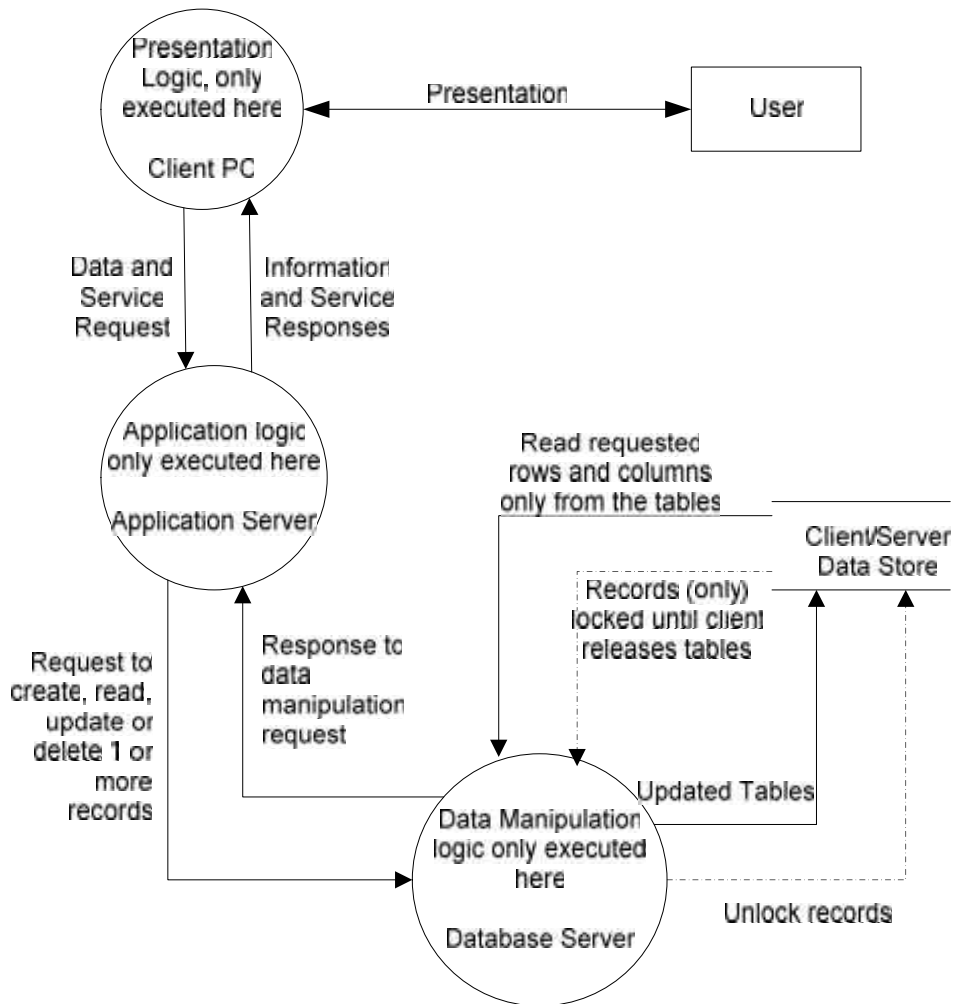 Presentation
Logic, only
executed here
Client PC
Presentation
User
Data and
Service
Request
Information
and Service
Responses
Application logic
only executed here
Application Server
Read requested
rows and columns
only from the tables
Client/Server
Data Store
Records (only)
locked until client
releases tables
Request to
create, read,
update or
delete 1 or
more
records
Response to
data
manipulation
request
Updated Tables
Data Manipulation
logic only executed
here
Database Server
Unlock records